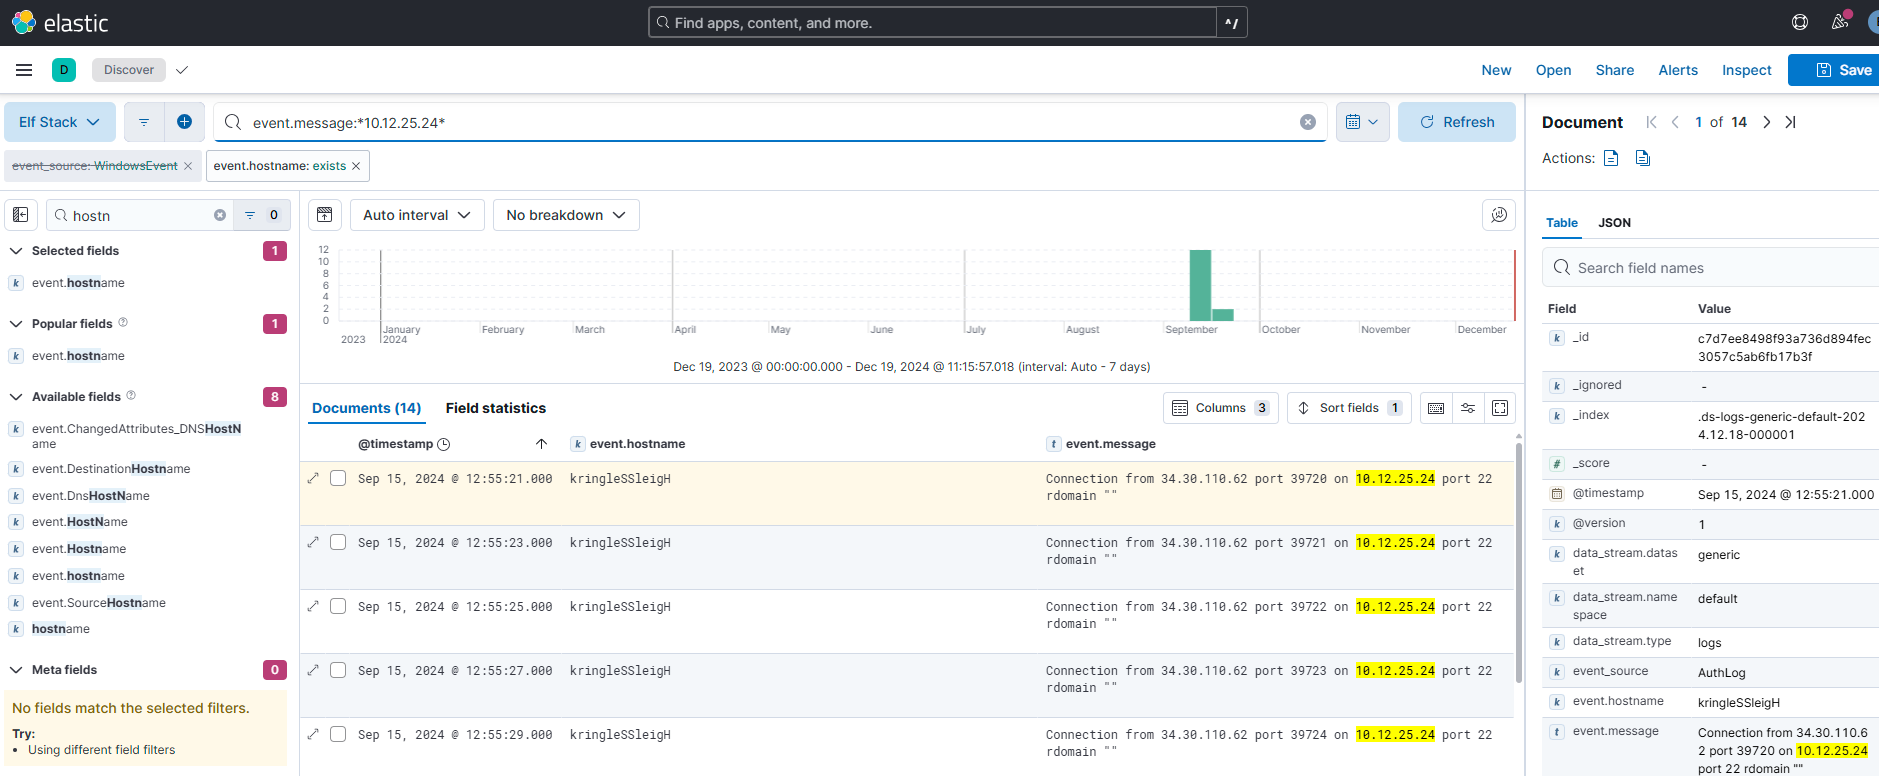 elastic
Find apps, content, and more.
^/
D
Discover
New
Open
Share
Alerts
Inspect
Save
Elf Stack
event.message:*10.12.25.24*
Refresh
event_source: WindowsEvent
event.hostname: exists
hostn
0
Selected fields
1
k event.hostname
Popular fields
1
k event.hostname
Available fields
8
k event.ChangedAttributes_DNSHostN
ame
k event.DestinationHostname
k event.DnsHostName
k event.HostName
k event.Hostname
k event.hostname
k event.SourceHostname
k hostname
Meta fields
0
No fields match the selected filters.
Try:
• Using different field filters
Auto interval
No breakdown
12
10
8
6
4
2
0
January February March April May June July August September October November December
2023 2024
Dec 19, 2023 @ 00:00:00.000 - Dec 19, 2024 @ 11:15:57.018 (interval: Auto - 7 days)
Documents (14)
Field statistics
Columns 3
Sort fields 1
@timestamp
k event.hostname
t event.message
Sep 15, 2024 @ 12:55:21.000 kringleSSleigH Connection from 34.30.110.62 port 39720 on 10.12.25.24 port 22
rdomain ""
Sep 15, 2024 @ 12:55:23.000 kringleSSleigH Connection from 34.30.110.62 port 39721 on 10.12.25.24 port 22
rdomain ""
Sep 15, 2024 @ 12:55:25.000 kringleSSleigH Connection from 34.30.110.62 port 39722 on 10.12.25.24 port 22
rdomain ""
Sep 15, 2024 @ 12:55:27.000 kringleSSleigH Connection from 34.30.110.62 port 39723 on 10.12.25.24 port 22
rdomain ""
Sep 15, 2024 @ 12:55:29.000 kringleSSleigH Connection from 34.30.110.62 port 39724 on 10.12.25.24 port 22
rdomain ""
Document
1 of 14
Actions:
Table
JSON
Search field names
Field Value
k _id c7d7ee8498f93a736d894fec
3057c5ab6fb17b3f
k _ignored -
k _index .ds-logs-generic-default-202
4.12.18-000001
# _score -
@timestamp Sep 15, 2024 @ 12:55:21.000
k @version 1
k data_stream.datas
et generic
k data_stream.name
space default
k data_stream.type logs
k event_source AuthLog
k event.hostname kringleSSleigH
t event.message Connection from 34.30.110.6
2 port 39720 on 10.12.25.24
port 22 rdomain ""